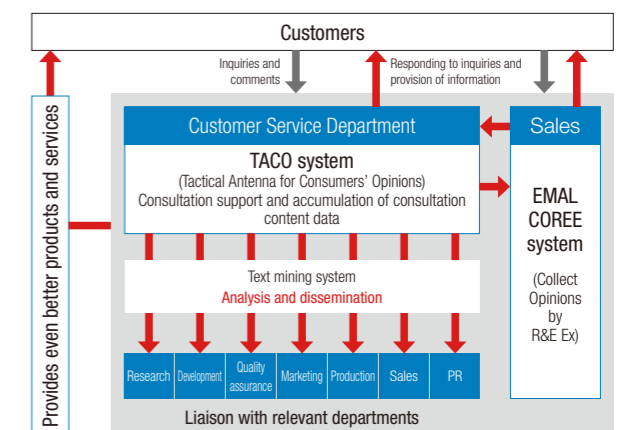 Customers
Inquiries and
comments
Responding to inquiries and
provision of information
Provides even better products and services
Customer Service Department
Sales
TACO system
(Tactical Antenna for Consumers' Opinions)
Consultation support and accumulation of consultation
content data
EMAL
COREE
system
(Collect
Opinions
by
R&E Ex)
Text mining system
Analysis and dissemination
Research
Development
Quality
assurance
Marketing
Production
Sales
PR
Liaison with relevant departments